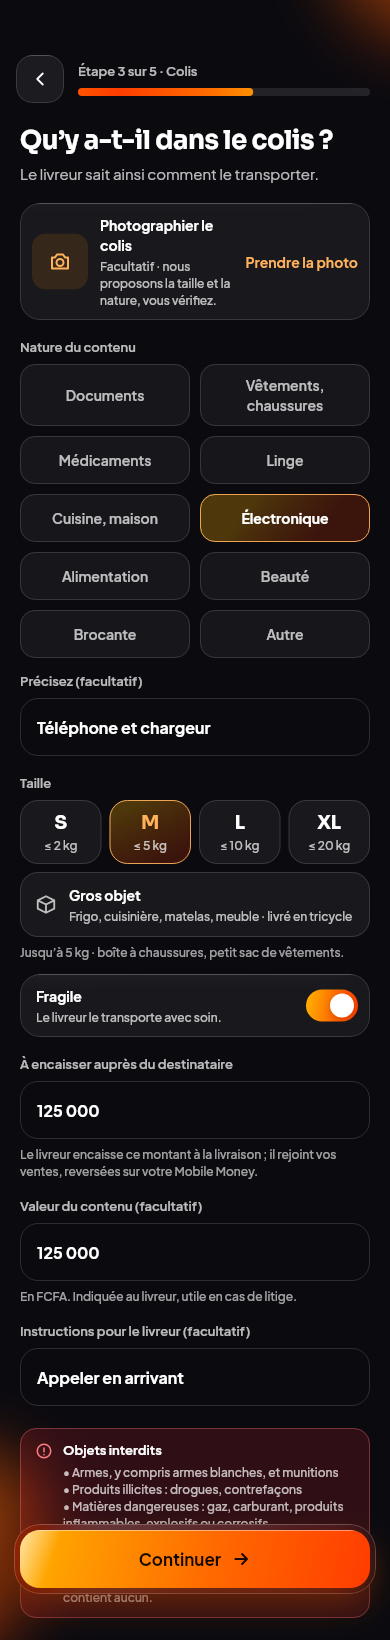 Étape 3 sur 5 · Colis
Qu’y a-t-il dans le colis ?
Le livreur sait ainsi comment le transporter.
Photographier le
colis
Facultatif · nous
proposons la taille et la
nature, vous vérifiez.
Prendre la photo
Nature du contenu
Documents
Vêtements,
chaussures
Médicaments
Linge
Cuisine, maison
Électronique
Alimentation
Beauté
Brocante
Autre
Précisez (facultatif)
Téléphone et chargeur
Taille
S
≤ 2 kg
M
≤ 5 kg
L
≤ 10 kg
XL
≤ 20 kg
Gros objet
Frigo, cuisinière, matelas, meuble · livré en tricycle
Jusqu’à 5 kg · boîte à chaussures, petit sac de vêtements.
Fragile
Le livreur le transporte avec soin.
À encaisser auprès du destinataire
125 000
Le livreur encaisse ce montant à la livraison ; il rejoint vos
ventes, reversées sur votre Mobile Money.
Valeur du contenu (facultatif)
125 000
En FCFA. Indiquée au livreur, utile en cas de litige.
Instructions pour le livreur (facultatif)
Appeler en arrivant
Objets interdits
• Armes, y compris armes blanches, et munitions
• Produits illicites : drogues, contrefaçons
• Matières dangereuses : gaz, carburant, produits
inflammables, explosifs ou corrosifs
Continuer →
contient aucun.